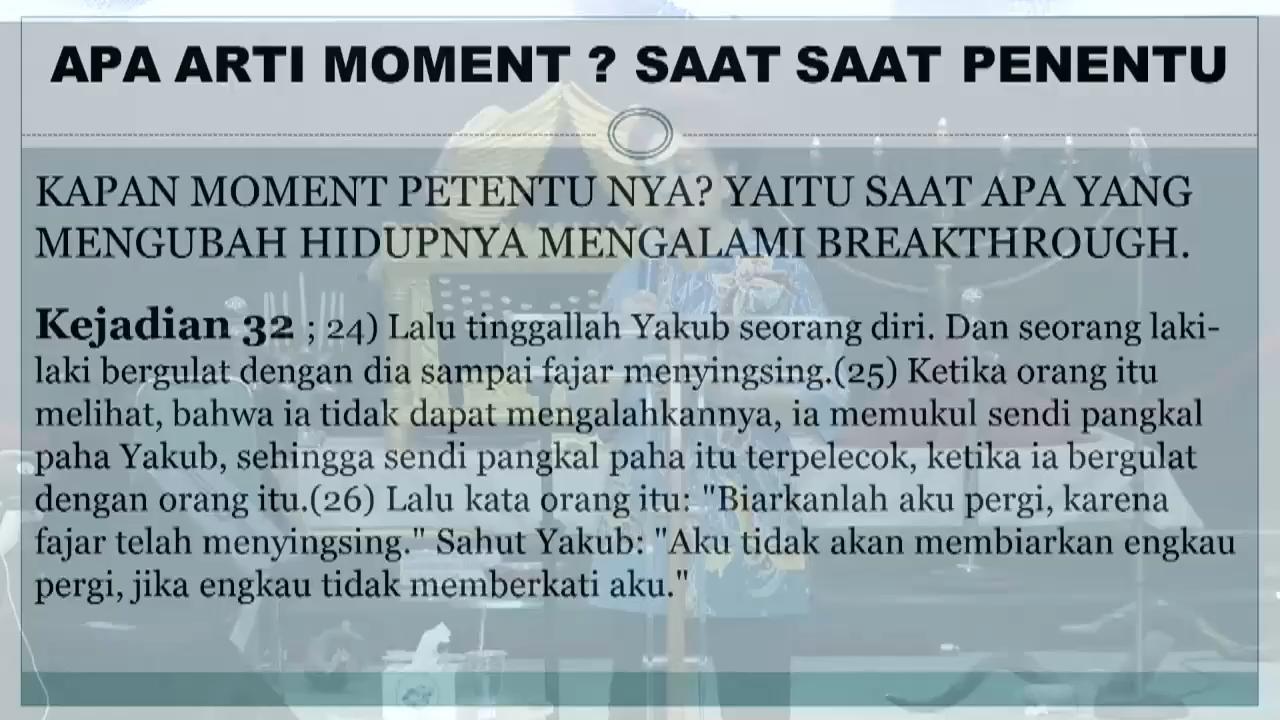 APA ARTI MOMENT ? SAAT SAAT PENENTU
KAPAN MOMENT PETENTU NYA? YAITU SAAT APA YANG
MENGUBAH HIDUPNYA MENGALAMI BREAKTHROUGH.
Kejadian 32 ; 24) Lalu tinggallah Yakub seorang diri. Dan seorang laki-
laki bergulat dengan dia sampai fajar menyingsing.(25) Ketika orang itu
melihat, bahwa ia tidak dapat mengalahkannya, ia memukul sendi pangkal
paha Yakub, sehingga sendi pangkal paha itu terpelecok, ketika ia bergulat
dengan orang itu.(26) Lalu kata orang itu: "Biarkanlah aku pergi, karena
fajar telah menyingsing." Sahut Yakub: "Aku tidak akan membiarkan engkau
pergi, jika engkau tidak memberkati aku."